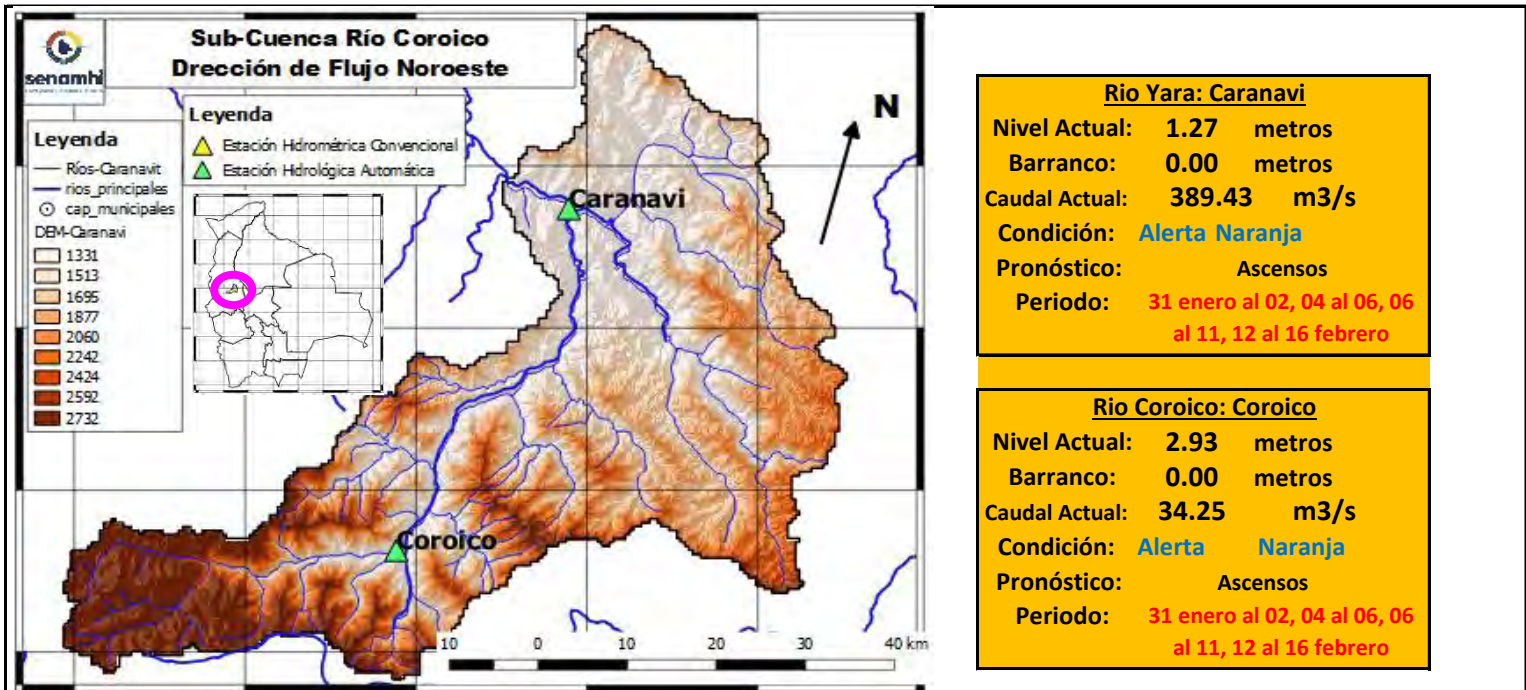 senamhi
Sub-Cuenca Río Coroico
Drección de Flujo Noroeste
Leyenda
Estación Hidrométrica Convencional
Estación Hidrológica Automática
Leyenda
Ríos-Caranavit
rios_principales
cap_municipales
DEM-Caranavi
1331
1513
1695
1877
2060
2242
2424
2592
2732
N
Caranavi
Coroico
10 0 10 20 30 40 km
Rio Yara: Caranavi
Nivel Actual: 1.27 metros
Barranco: 0.00 metros
Caudal Actual: 389.43 m3/s
Condición: Alerta Naranja
Pronóstico: Ascensos
Periodo: 31 enero al 02, 04 al 06, 06
al 11, 12 al 16 febrero
Rio Coroico: Coroico
Nivel Actual: 2.93 metros
Barranco: 0.00 metros
Caudal Actual: 34.25 m3/s
Condición: Alerta Naranja
Pronóstico: Ascensos
Periodo: 31 enero al 02, 04 al 06, 06
al 11, 12 al 16 febrero